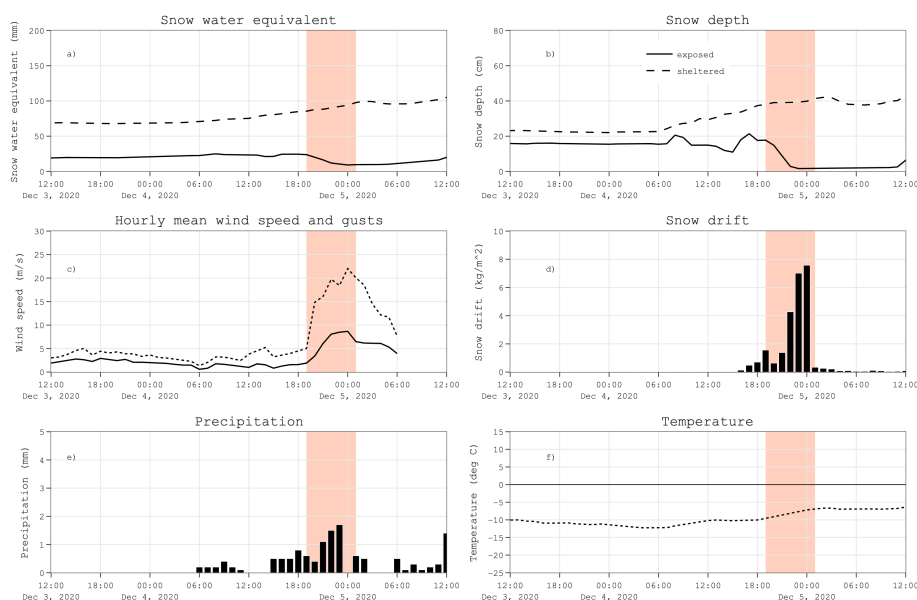 Snow water equivalent
Snow water equivalent (mm)
200
150
100
50
0
a)
12:00 18:00 00:00 06:00 12:00 18:00 00:00 06:00 12:00
Dec 3, 2020 Dec 4, 2020 Dec 5, 2020
Snow depth
Snow depth (cm)
80
60
40
20
0
b)
exposed
sheltered
12:00 18:00 00:00 06:00 12:00 18:00 00:00 06:00 12:00
Dec 3, 2020 Dec 4, 2020 Dec 5, 2020
Hourly mean wind speed and gusts
Wind speed (m/s)
30
25
20
15
10
5
0
c)
12:00 18:00 00:00 06:00 12:00 18:00 00:00 06:00 12:00
Dec 3, 2020 Dec 4, 2020 Dec 5, 2020
Snow drift
Snow drift (kg/m^2)
10
8
6
4
2
0
d)
12:00 18:00 00:00 06:00 12:00 18:00 00:00 06:00 12:00
Dec 3, 2020 Dec 4, 2020 Dec 5, 2020
Precipitation
Precipitation (mm)
5
4
3
2
1
0
e)
12:00 18:00 00:00 06:00 12:00 18:00 00:00 06:00 12:00
Dec 3, 2020 Dec 4, 2020 Dec 5, 2020
Temperature
Temperature (deg C)
15
10
5
0
−5
−10
−15
−20
−25
f)
12:00 18:00 00:00 06:00 12:00 18:00 00:00 06:00 12:00
Dec 3, 2020 Dec 4, 2020 Dec 5, 2020